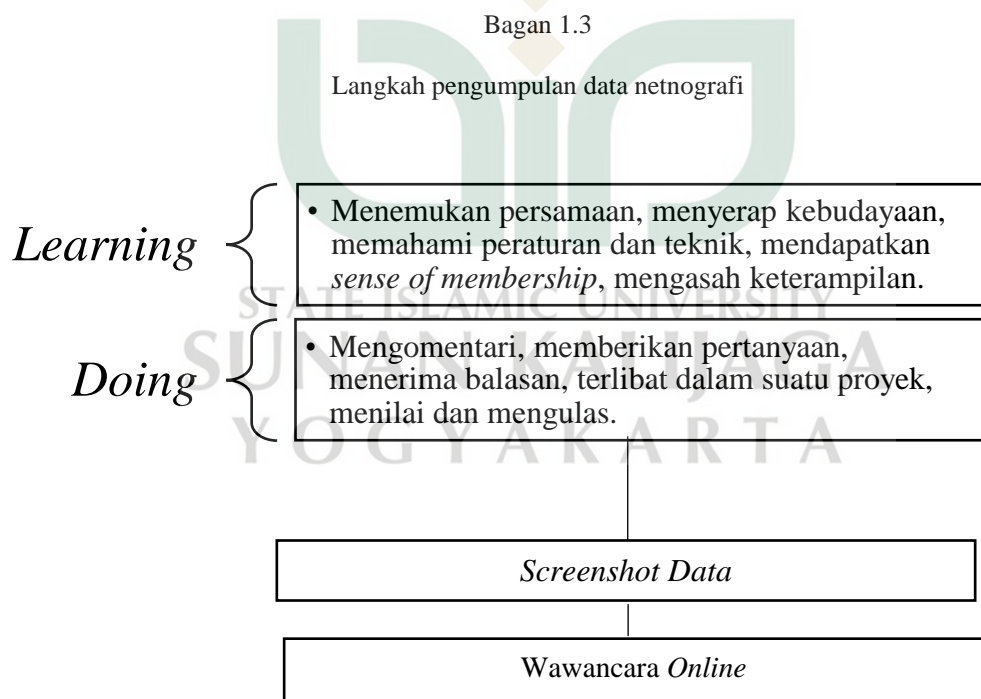 Bagan 1.3
Langkah pengumpulan data netnografi
Learning
• Menemukan persamaan, menyerap kebudayaan,
memahami peraturan dan teknik, mendapatkan
sense of membership, mengasah keterampilan.
STATE ISLAMIC UNIVERSITY
SUNAN KALIJAGA
YOGYAKARTA
Doing
• Mengomentari, memberikan pertanyaan,
menerima balasan, terlibat dalam suatu proyek,
menilai dan mengulas.
Screenshot Data
Wawancara Online